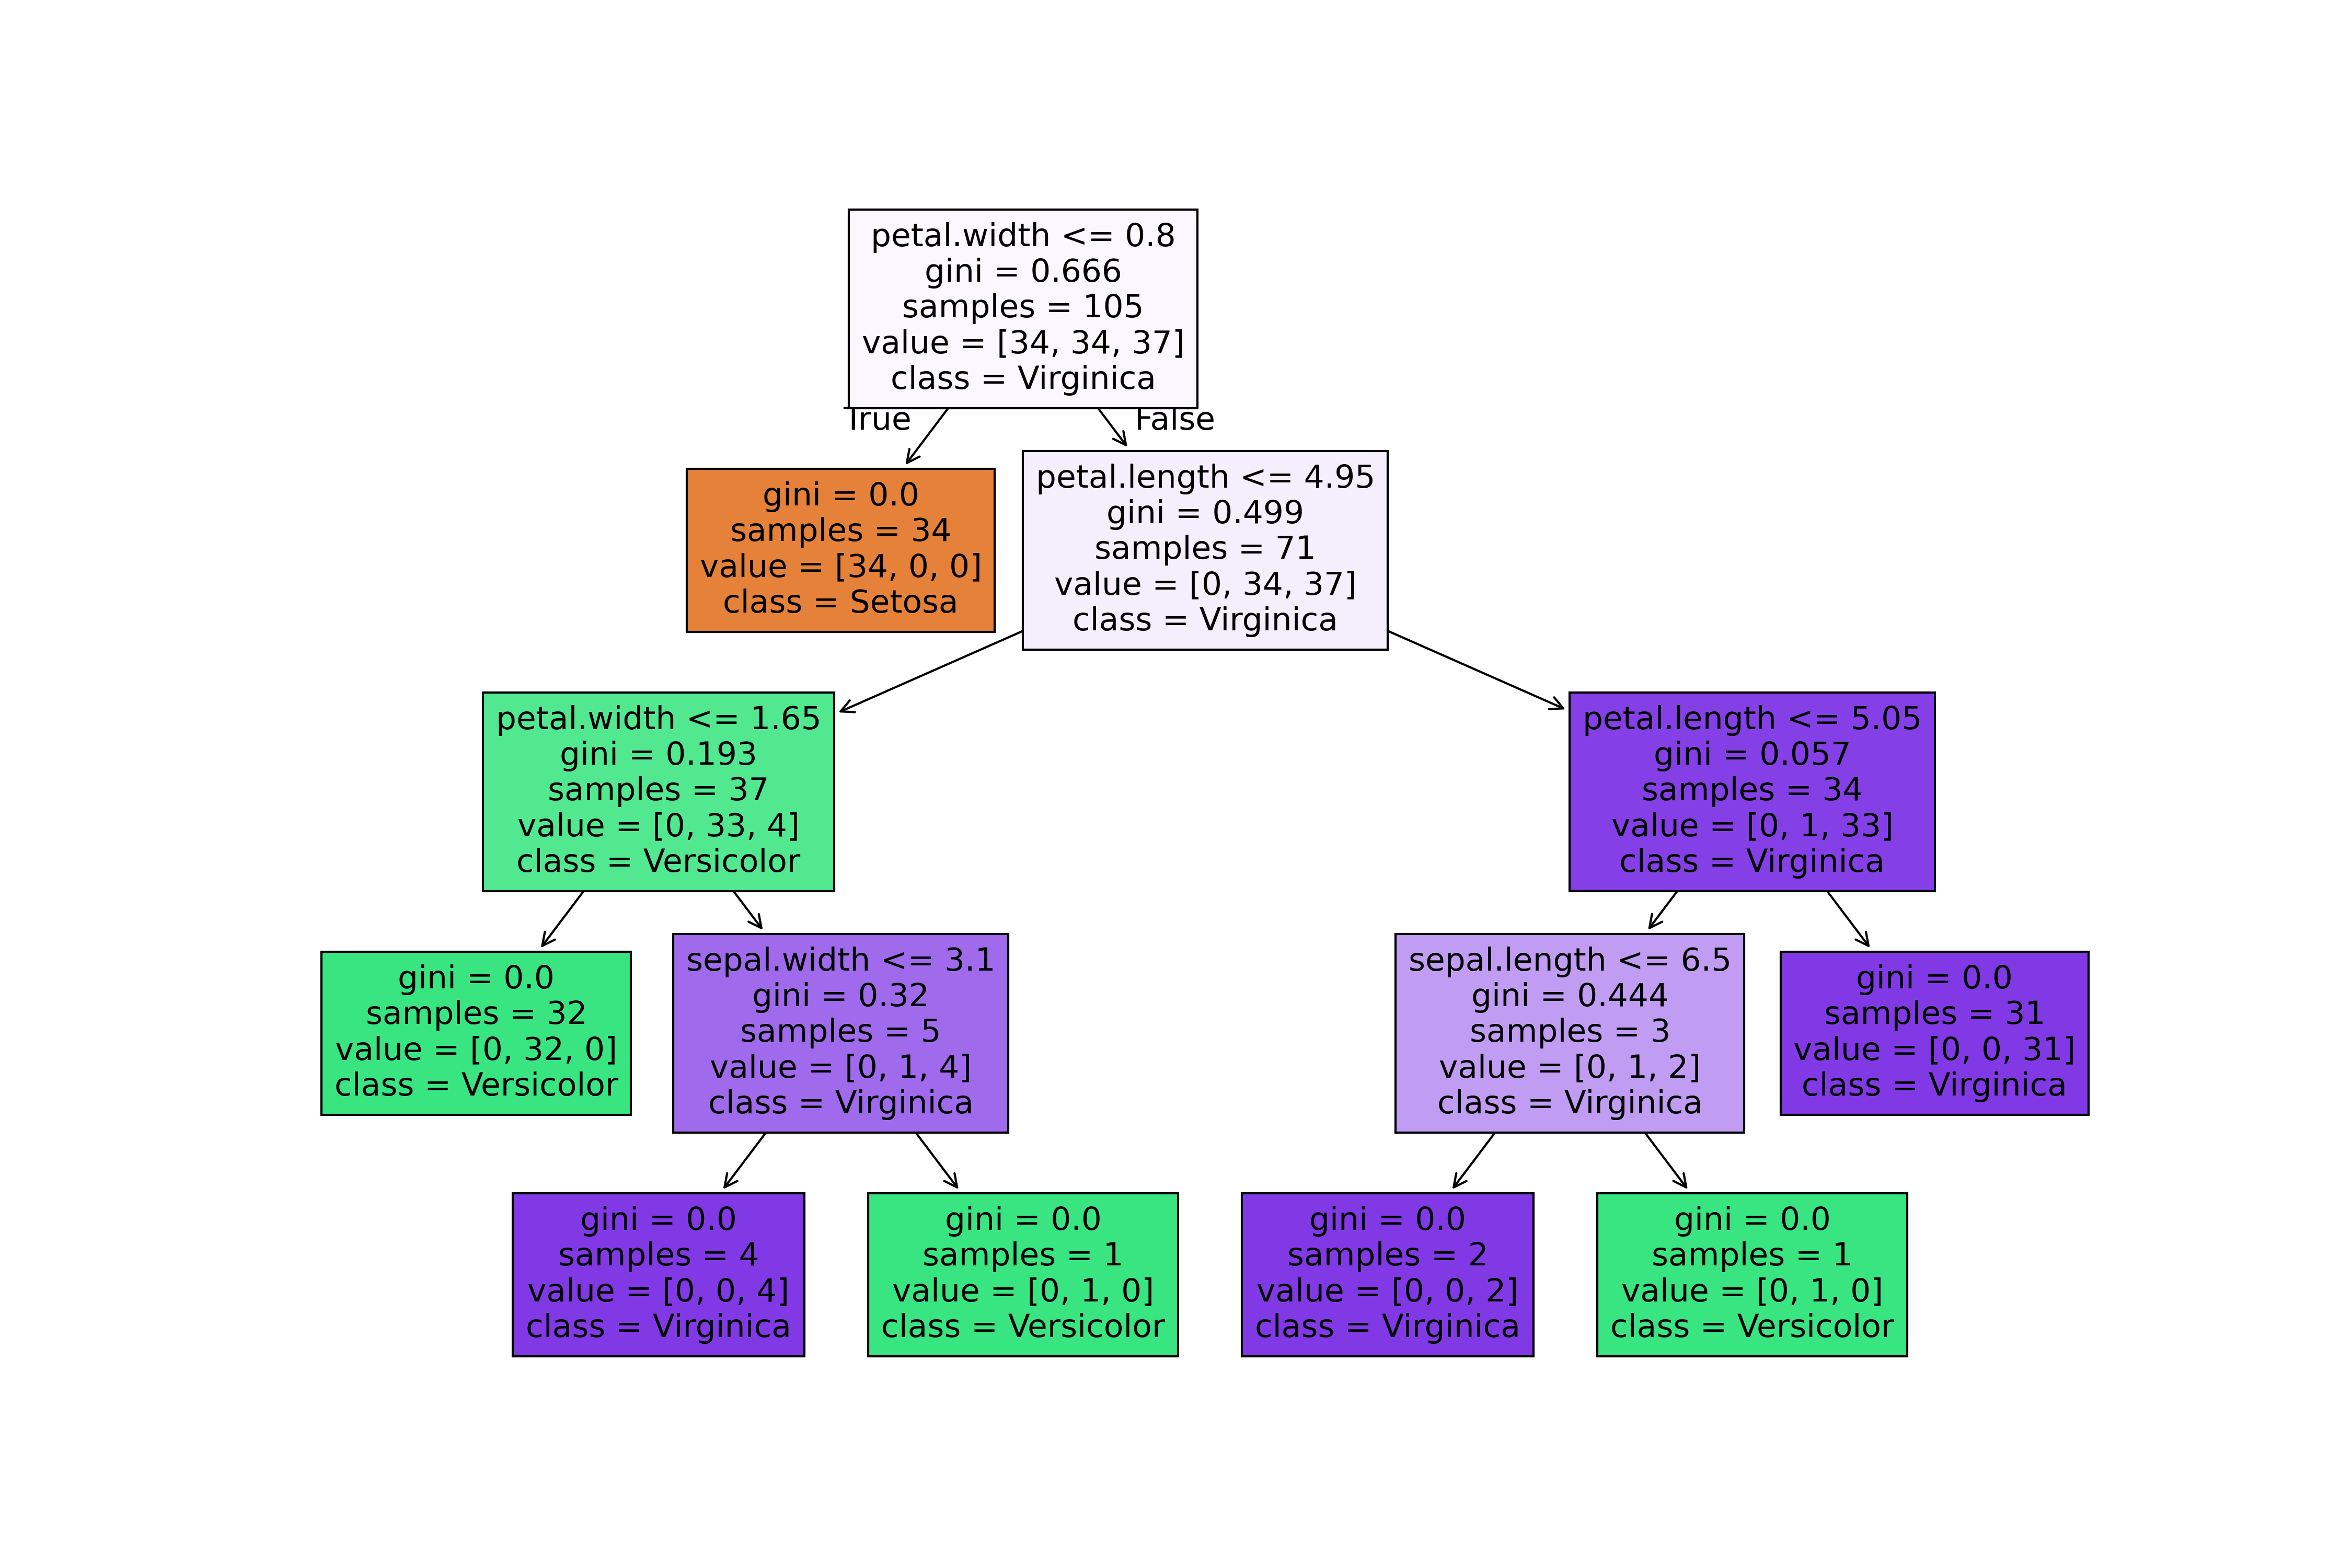 petal.width <= 0.8
gini = 0.666
samples = 105
value = [34, 34, 37]
class = Virginica
True
False
gini = 0.0
samples = 34
value = [34, 0, 0]
class = Setosa
petal.length <= 4.95
gini = 0.499
samples = 71
value = [0, 34, 37]
class = Virginica
petal.width <= 1.65
gini = 0.193
samples = 37
value = [0, 33, 4]
class = Versicolor
petal.length <= 5.05
gini = 0.057
samples = 34
value = [0, 1, 33]
class = Virginica
gini = 0.0
samples = 32
value = [0, 32, 0]
class = Versicolor
sepal.width <= 3.1
gini = 0.32
samples = 5
value = [0, 1, 4]
class = Virginica
sepal.length <= 6.5
gini = 0.444
samples = 3
value = [0, 1, 2]
class = Virginica
gini = 0.0
samples = 31
value = [0, 0, 31]
class = Virginica
gini = 0.0
samples = 4
value = [0, 0, 4]
class = Virginica
gini = 0.0
samples = 1
value = [0, 1, 0]
class = Versicolor
gini = 0.0
samples = 2
value = [0, 0, 2]
class = Virginica
gini = 0.0
samples = 1
value = [0, 1, 0]
class = Versicolor